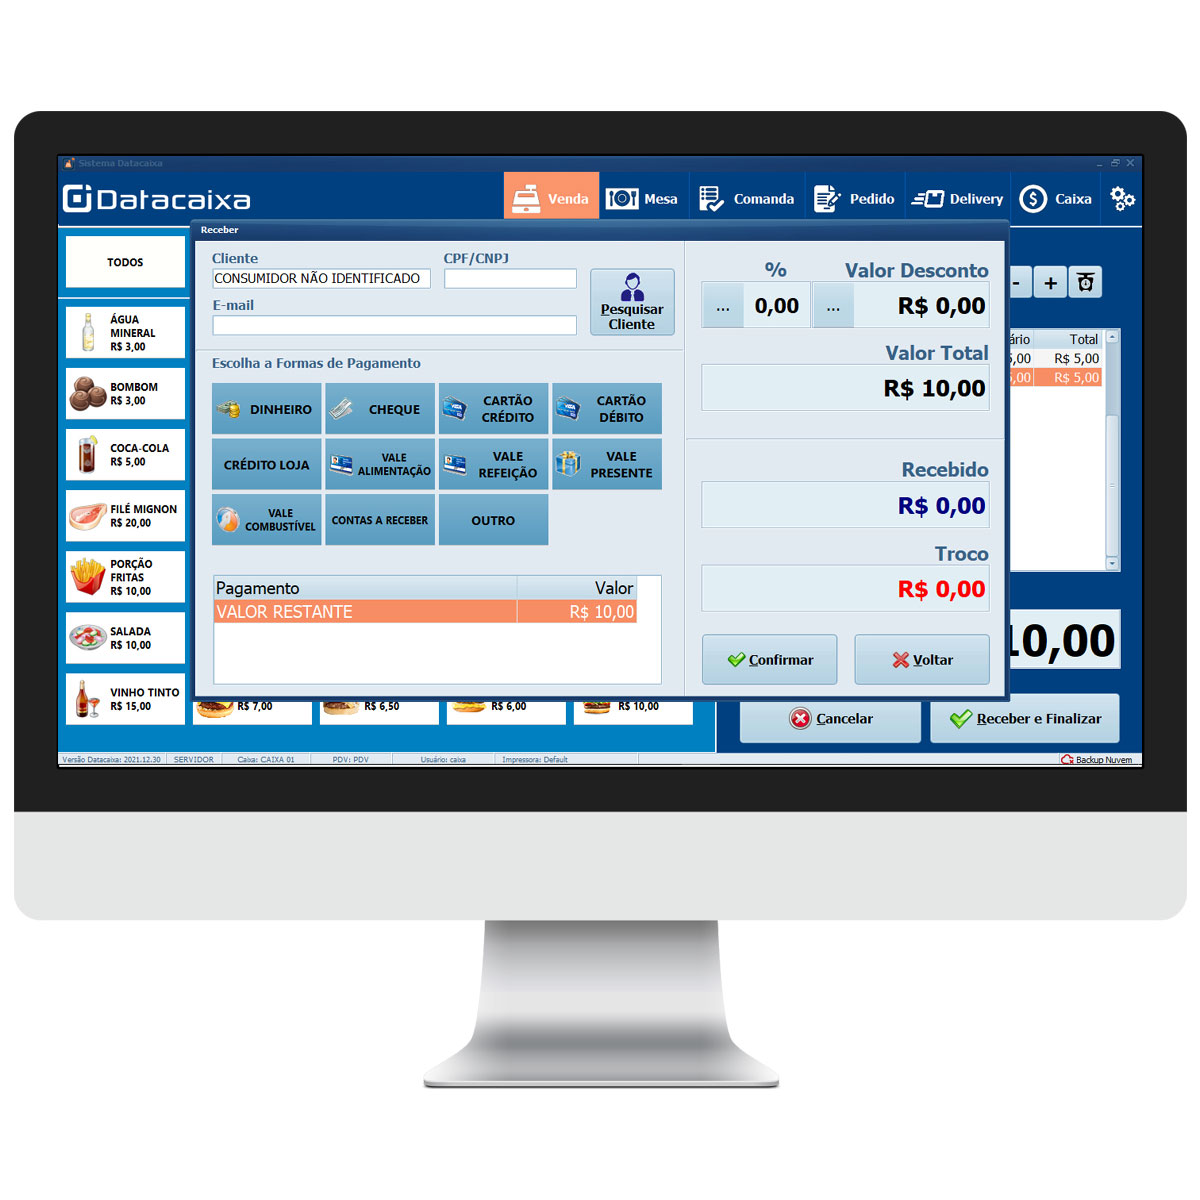 Sistema Datacaixa
Datacaixa
Venda
Mesa
Comanda
Pedido
Delivery
Caixa
Receber
TODOS
ÁGUA
MINERAL
R$ 3,00
BOMBOM
R$ 3,00
COCA-COLA
R$ 5,00
FILÉ MIGNON
R$ 20,00
PORÇÃO
FRITAS
R$ 10,00
SALADA
R$ 10,00
VINHO TINTO
R$ 15,00
Cliente
CPF/CNPJ
CONSUMIDOR NÃO IDENTIFICADO
E-mail
Pesquisar
Cliente
Escolha a Formas de Pagamento
DINHEIRO
CHEQUE
CARTÃO
CRÉDITO
CARTÃO
DÉBITO
CRÉDITO LOJA
VALE
ALIMENTAÇÃO
VALE
REFEIÇÃO
VALE
PRESENTE
VALE
COMBUSTÍVEL
CONTAS A RECEBER
OUTRO
Pagamento Valor
VALOR RESTANTE R$ 10,00
% Valor Desconto
... 0,00 ... R$ 0,00
Valor Total
R$ 10,00
Recebido
R$ 0,00
Troco
R$ 0,00
Confirmar
Voltar
- +
ário Total
5,00 R$ 5,00
5,00 R$ 5,00
10,00
R$ 7,00
R$ 6,50
R$ 6,00
R$ 10,00
Cancelar
Receber e Finalizar
Versão Datacaixa: 2021.12.30 SERVIDOR Caixa: CAIXA 01 PDV: PDV Usuário: caixa Impressora: Default Backup Nuvem